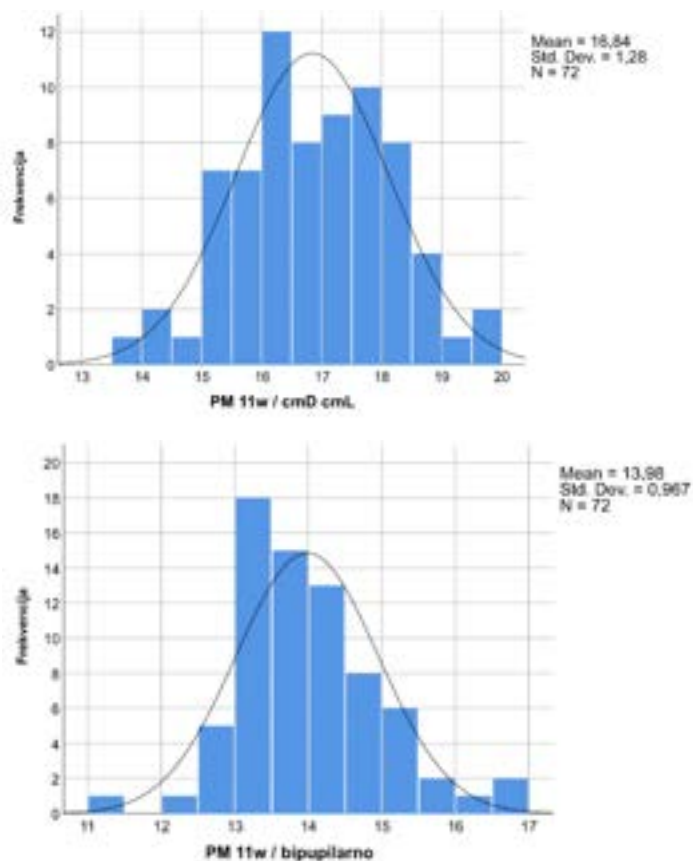 Mean = 16,84
Std. Dev. = 1,28
N = 72
12
10
8
6
4
2
0
Frekvencija
13 14 15 16 17 18 19 20
PM 11w / cmD cmL
Mean = 13,98
Std. Dev. = 0,967
N = 72
20
18
16
14
12
10
8
6
4
2
0
Frekvencija
11 12 13 14 15 16 17
PM 11w / bipupilarno